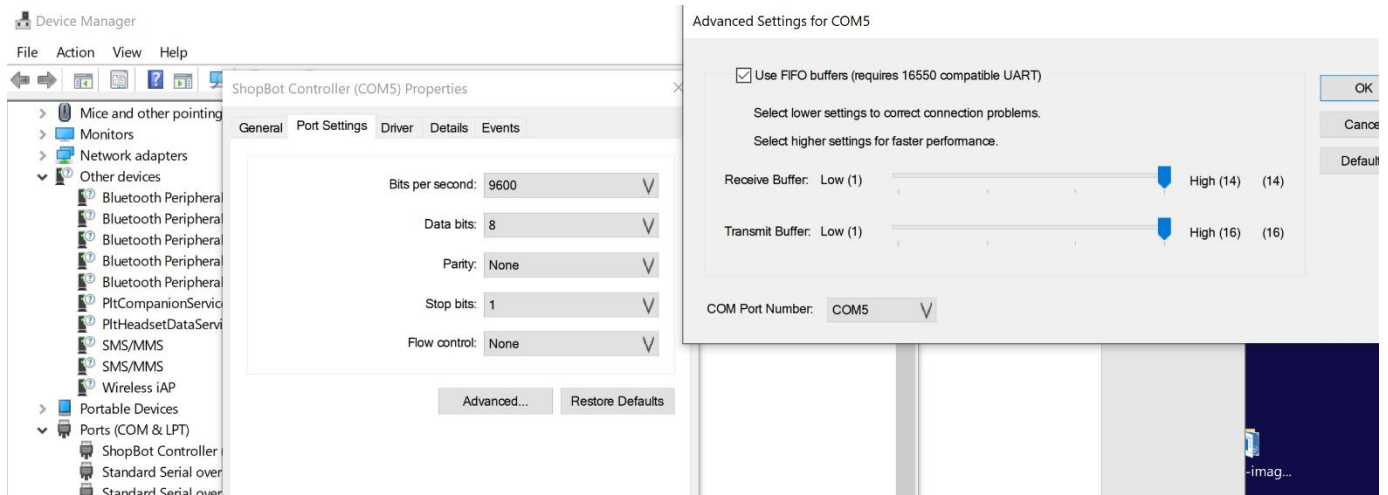 Device Manager
File Action View Help
Mice and other pointing
Monitors
Network adapters
Other devices
Bluetooth Peripheral
Bluetooth Peripheral
Bluetooth Peripheral
Bluetooth Peripheral
Bluetooth Peripheral
PltCompanionServic
PltHeadsetDataServi
SMS/MMS
SMS/MMS
Wireless iAP
Portable Devices
Ports (COM & LPT)
ShopBot Controller
Standard Serial over
Standard Serial over
ShopBot Controller (COM5) Properties
General Port Settings Driver Details Events
Bits per second: 9600
Data bits: 8
Parity: None
Stop bits: 1
Flow control: None
Advanced... Restore Defaults
Advanced Settings for COM5
Use FIFO buffers (requires 16550 compatible UART)
Select lower settings to correct connection problems.
Select higher settings for faster performance.
Receive Buffer: Low (1) High (14) (14)
Transmit Buffer: Low (1) High (16) (16)
COM Port Number: COM5
OK
Cance
Default
-imag...